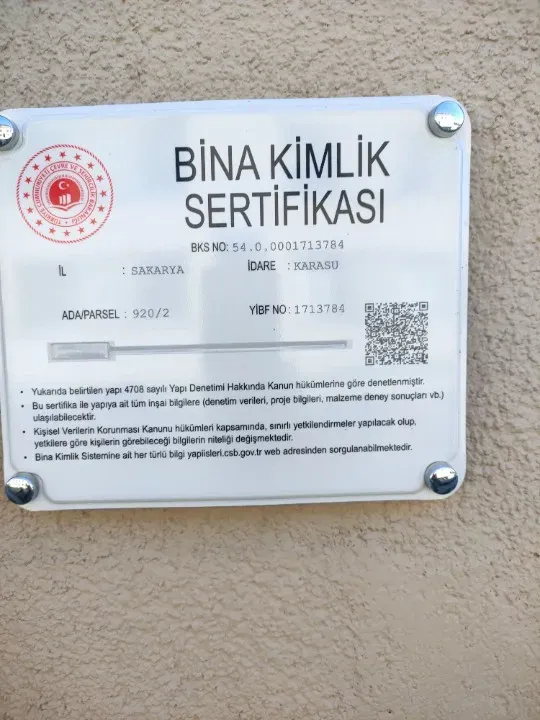 BİNA KİMLİK
SERTİFİKASI
BKS NO: 54.0.0001713784
İL : SAKARYA
İDARE : KARASU
ADA/PARSEL : 920/2
YİBF NO : 1713784
• Yukarıda belirtilen yapı 4708 sayılı Yapı Denetimi Hakkında Kanun hükümlerine göre denetlenmiştir.
• Bu sertifika ile yapıya ait tüm inşai bilgilere (denetim verileri, proje bilgileri, malzeme deney sonuçları vb.)
ulaşılabilecektir.
• Kişisel Verilerin Korunması Kanunu hükümleri kapsamında, sınırlı yetkilendirmeler yapılacak olup,
yetkilere göre kişilerin görebileceği bilgilerin niteliği değişmektedir.
• Bina Kimlik Sistemine ait her türlü bilgi yapiisleri.csb.gov.tr web adresinden sorgulanabilmektedir.